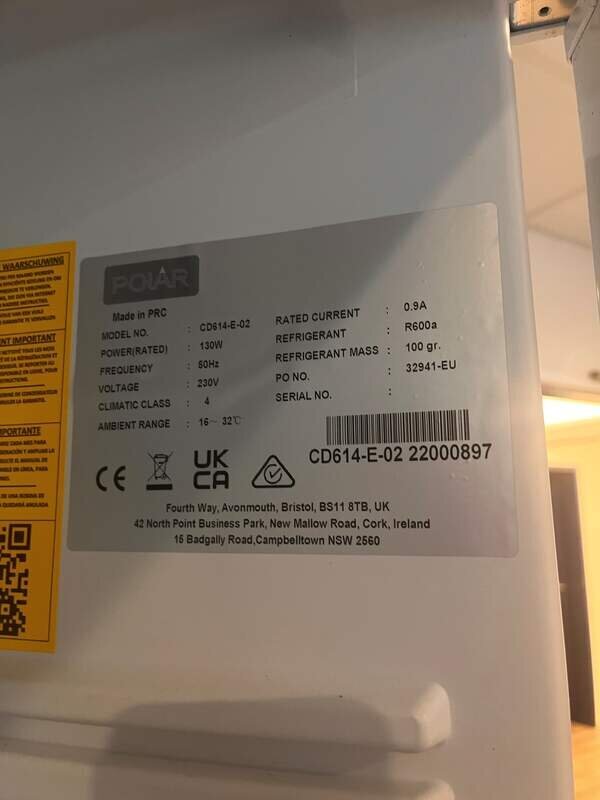 WAARSCHUWING
ENT IMPORTANT
PORTANTE
POLAR
Made in PRC
MODEL NO. : CD614-E-02
POWER(RATED) : 130W
FREQUENCY : 50Hz
VOLTAGE : 230V
CLIMATIC CLASS : 4
AMBIENT RANGE : 16~ 32℃
RATED CURRENT : 0.9A
REFRIGERANT : R600a
REFRIGERANT MASS : 100 gr.
PO NO. : 32941-EU
SERIAL NO. :
CD614-E-02 22000897
CE
UK
CA
Fourth Way, Avonmouth, Bristol, BS11 8TB, UK
42 North Point Business Park, New Mallow Road, Cork, Ireland
15 Badgally Road,Campbelltown NSW 2560